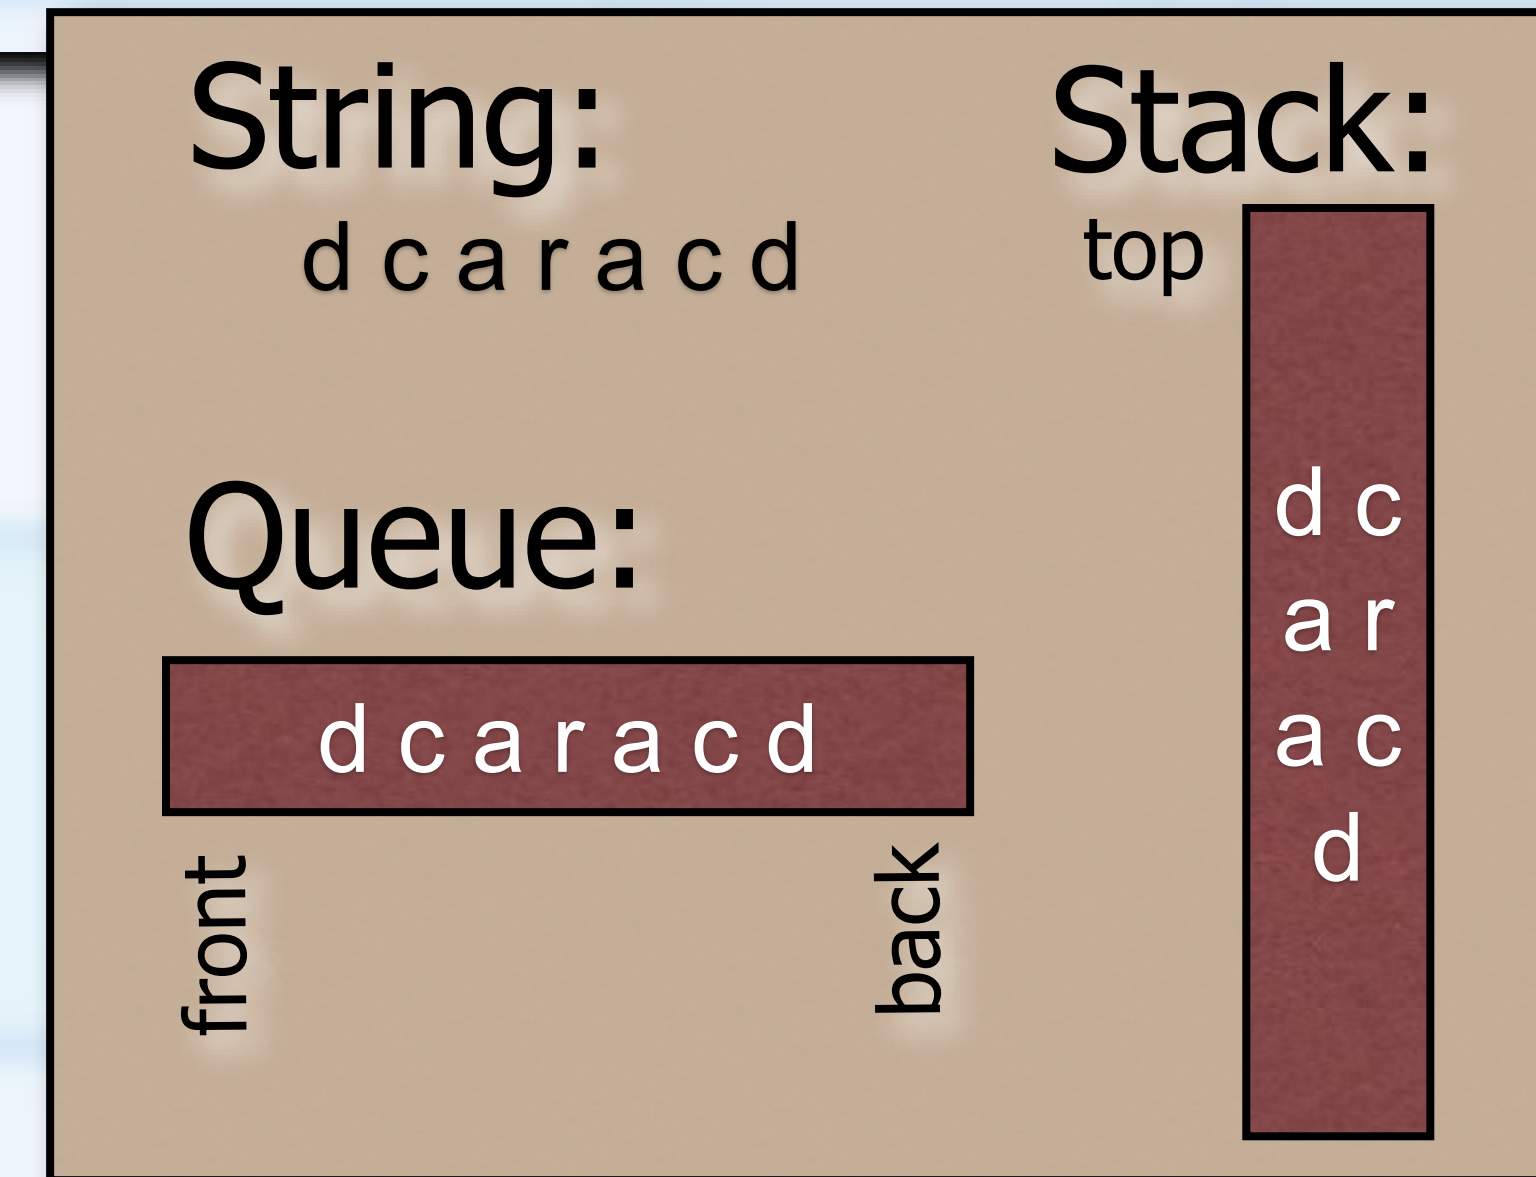 String:
d c a r a c d
Queue:
d c a r a c d
front
back
Stack:
top
d c
a r
a c
d